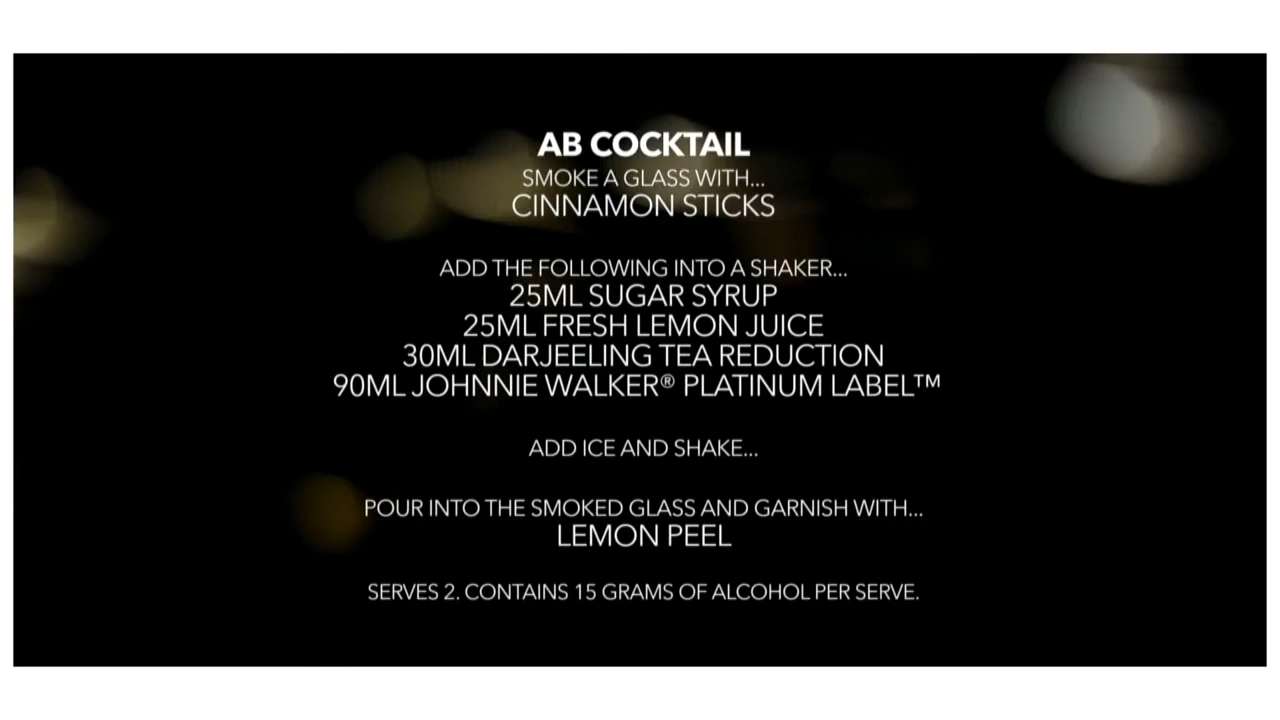 AB COCKTAIL
SMOKE A GLASS WITH...
CINNAMON STICKS
ADD THE FOLLOWING INTO A SHAKER...
25ML SUGAR SYRUP
25ML FRESH LEMON JUICE
30ML DARJEELING TEA REDUCTION
90ML JOHNNIE WALKER® PLATINUM LABEL™
ADD ICE AND SHAKE...
POUR INTO THE SMOKED GLASS AND GARNISH WITH...
LEMON PEEL
SERVES 2. CONTAINS 15 GRAMS OF ALCOHOL PER SERVE.